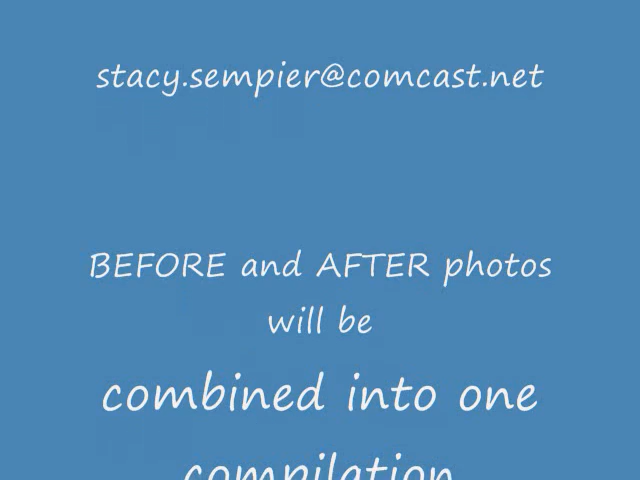 stacy.sempier@comcast.net
BEFORE and AFTER photos
will be
combined into one
compilation